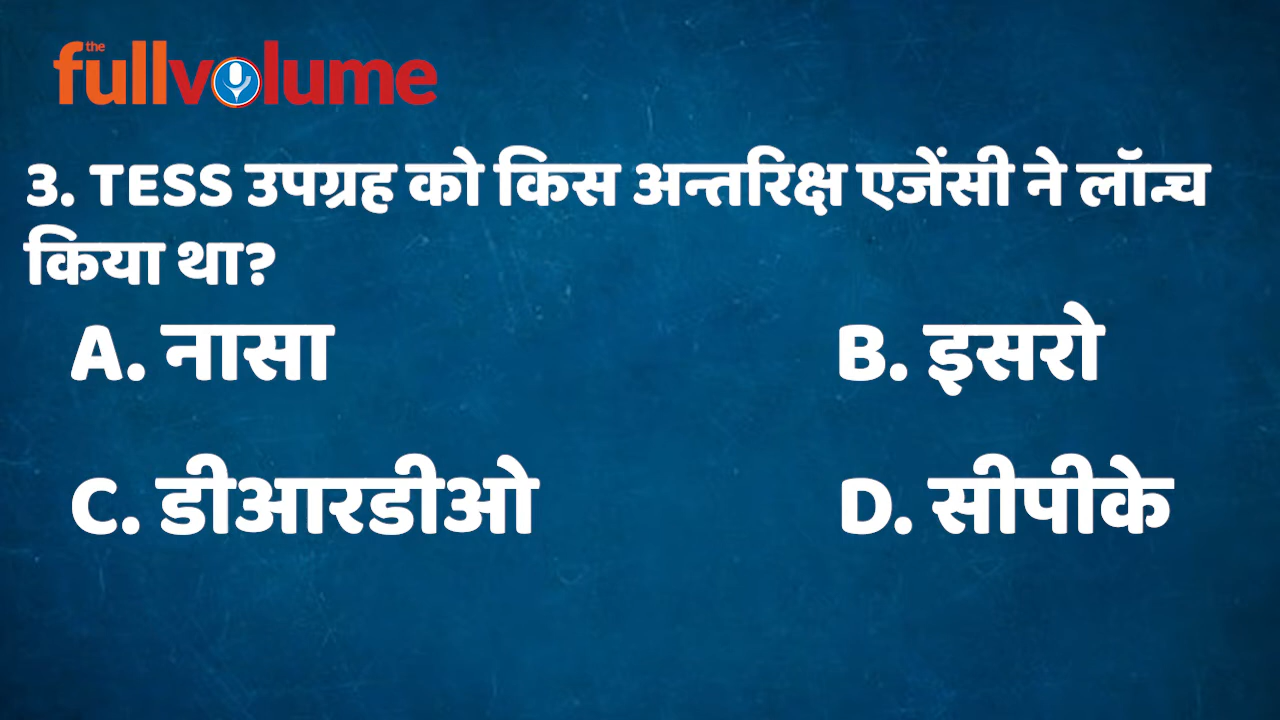 the
fullvolume
3. TESS उपग्रह को किस अन्तरिक्ष एजेंसी ने लॉन्च
किया था?
A. नासा B. इसरो
C. डीआरडीओ D. सीपीके